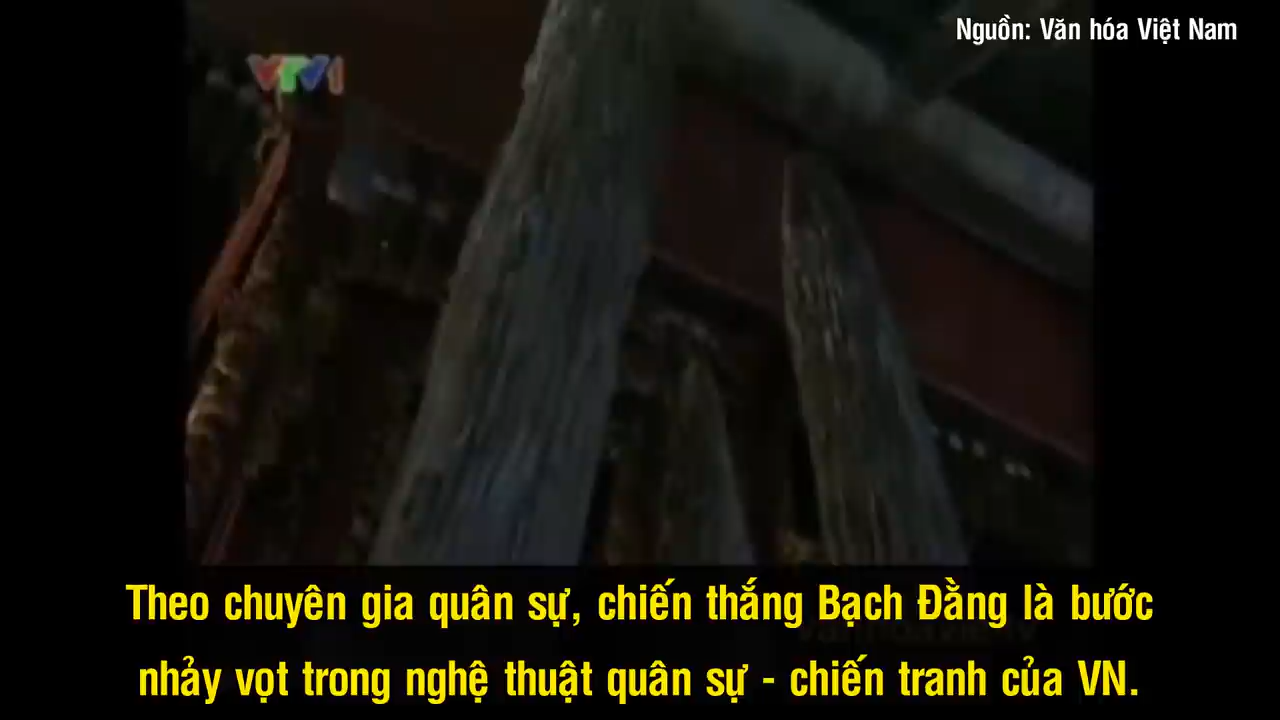 Nguồn: Văn hóa Việt Nam
VTV1
Theo chuyên gia quân sự, chiến thắng Bạch Đằng là bước
nhảy vọt trong nghệ thuật quân sự - chiến tranh của VN.